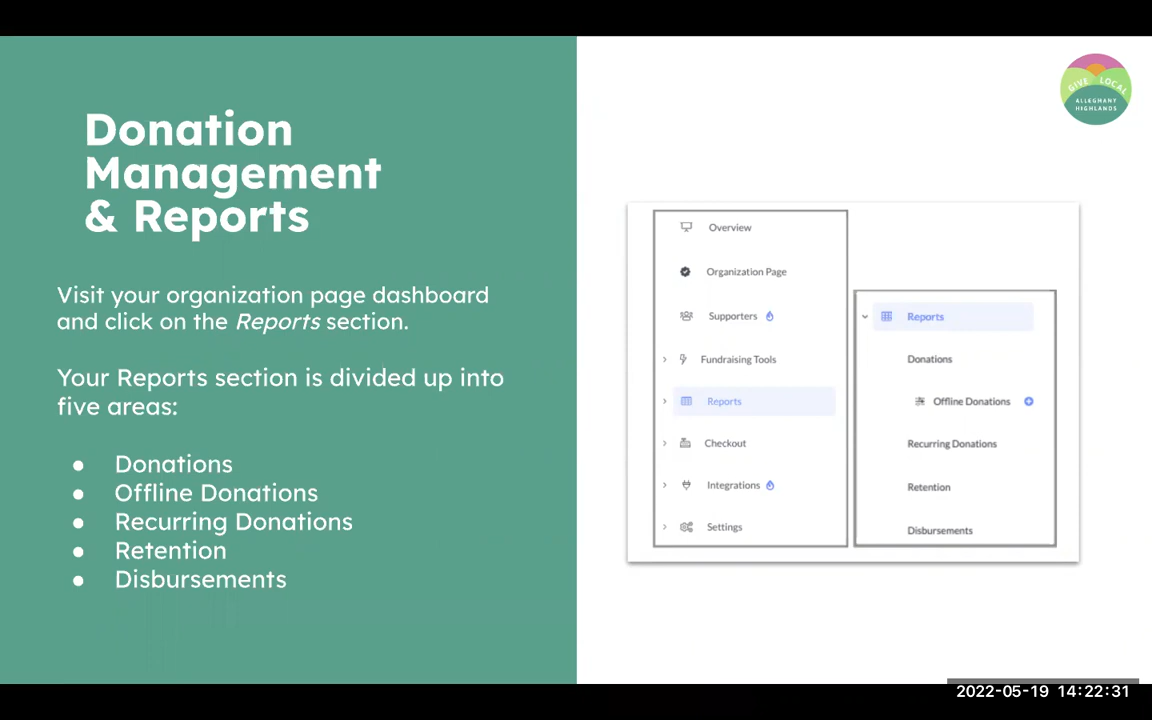 Donation
Management
& Reports
Visit your organization page dashboard
and click on the Reports section.
Your Reports section is divided up into
five areas:
● Donations
● Offline Donations
● Recurring Donations
● Retention
● Disbursements
GIVE LOCAL
ALLEGHANY
HIGHLANDS
Overview
Organization Page
Supporters
Fundraising Tools
Reports
Checkout
Integrations
Settings
Reports
Donations
Offline Donations
Recurring Donations
Retention
Disbursements
2022-05-19 14:22:31